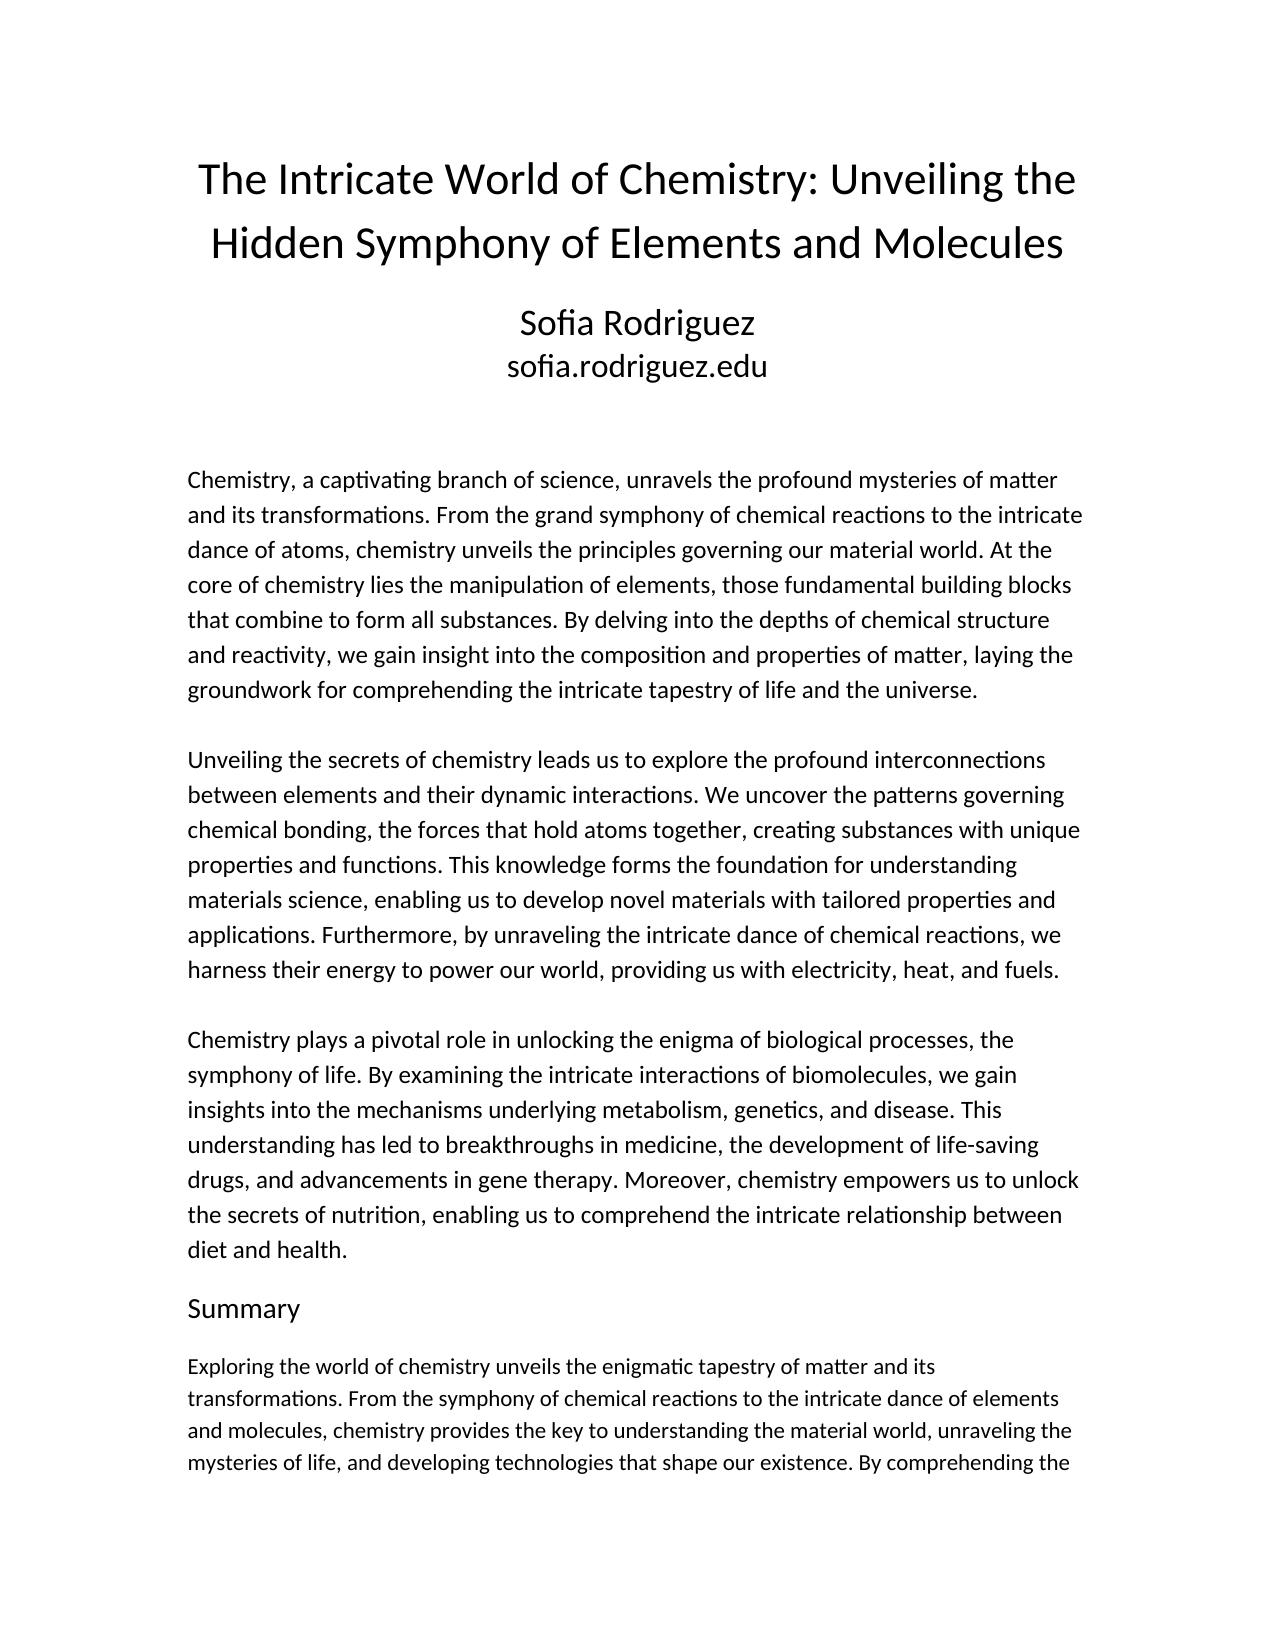 The Intricate World of Chemistry: Unveiling the
Hidden Symphony of Elements and Molecules
Sofia Rodriguez
sofia.rodriguez.edu
Chemistry, a captivating branch of science, unravels the profound mysteries of matter
and its transformations. From the grand symphony of chemical reactions to the intricate
dance of atoms, chemistry unveils the principles governing our material world. At the
core of chemistry lies the manipulation of elements, those fundamental building blocks
that combine to form all substances. By delving into the depths of chemical structure
and reactivity, we gain insight into the composition and properties of matter, laying the
groundwork for comprehending the intricate tapestry of life and the universe.
Unveiling the secrets of chemistry leads us to explore the profound interconnections
between elements and their dynamic interactions. We uncover the patterns governing
chemical bonding, the forces that hold atoms together, creating substances with unique
properties and functions. This knowledge forms the foundation for understanding
materials science, enabling us to develop novel materials with tailored properties and
applications. Furthermore, by unraveling the intricate dance of chemical reactions, we
harness their energy to power our world, providing us with electricity, heat, and fuels.
Chemistry plays a pivotal role in unlocking the enigma of biological processes, the
symphony of life. By examining the intricate interactions of biomolecules, we gain
insights into the mechanisms underlying metabolism, genetics, and disease. This
understanding has led to breakthroughs in medicine, the development of life-saving
drugs, and advancements in gene therapy. Moreover, chemistry empowers us to unlock
the secrets of nutrition, enabling us to comprehend the intricate relationship between
diet and health.
Summary
Exploring the world of chemistry unveils the enigmatic tapestry of matter and its
transformations. From the symphony of chemical reactions to the intricate dance of elements
and molecules, chemistry provides the key to understanding the material world, unraveling the
mysteries of life, and developing technologies that shape our existence. By comprehending the